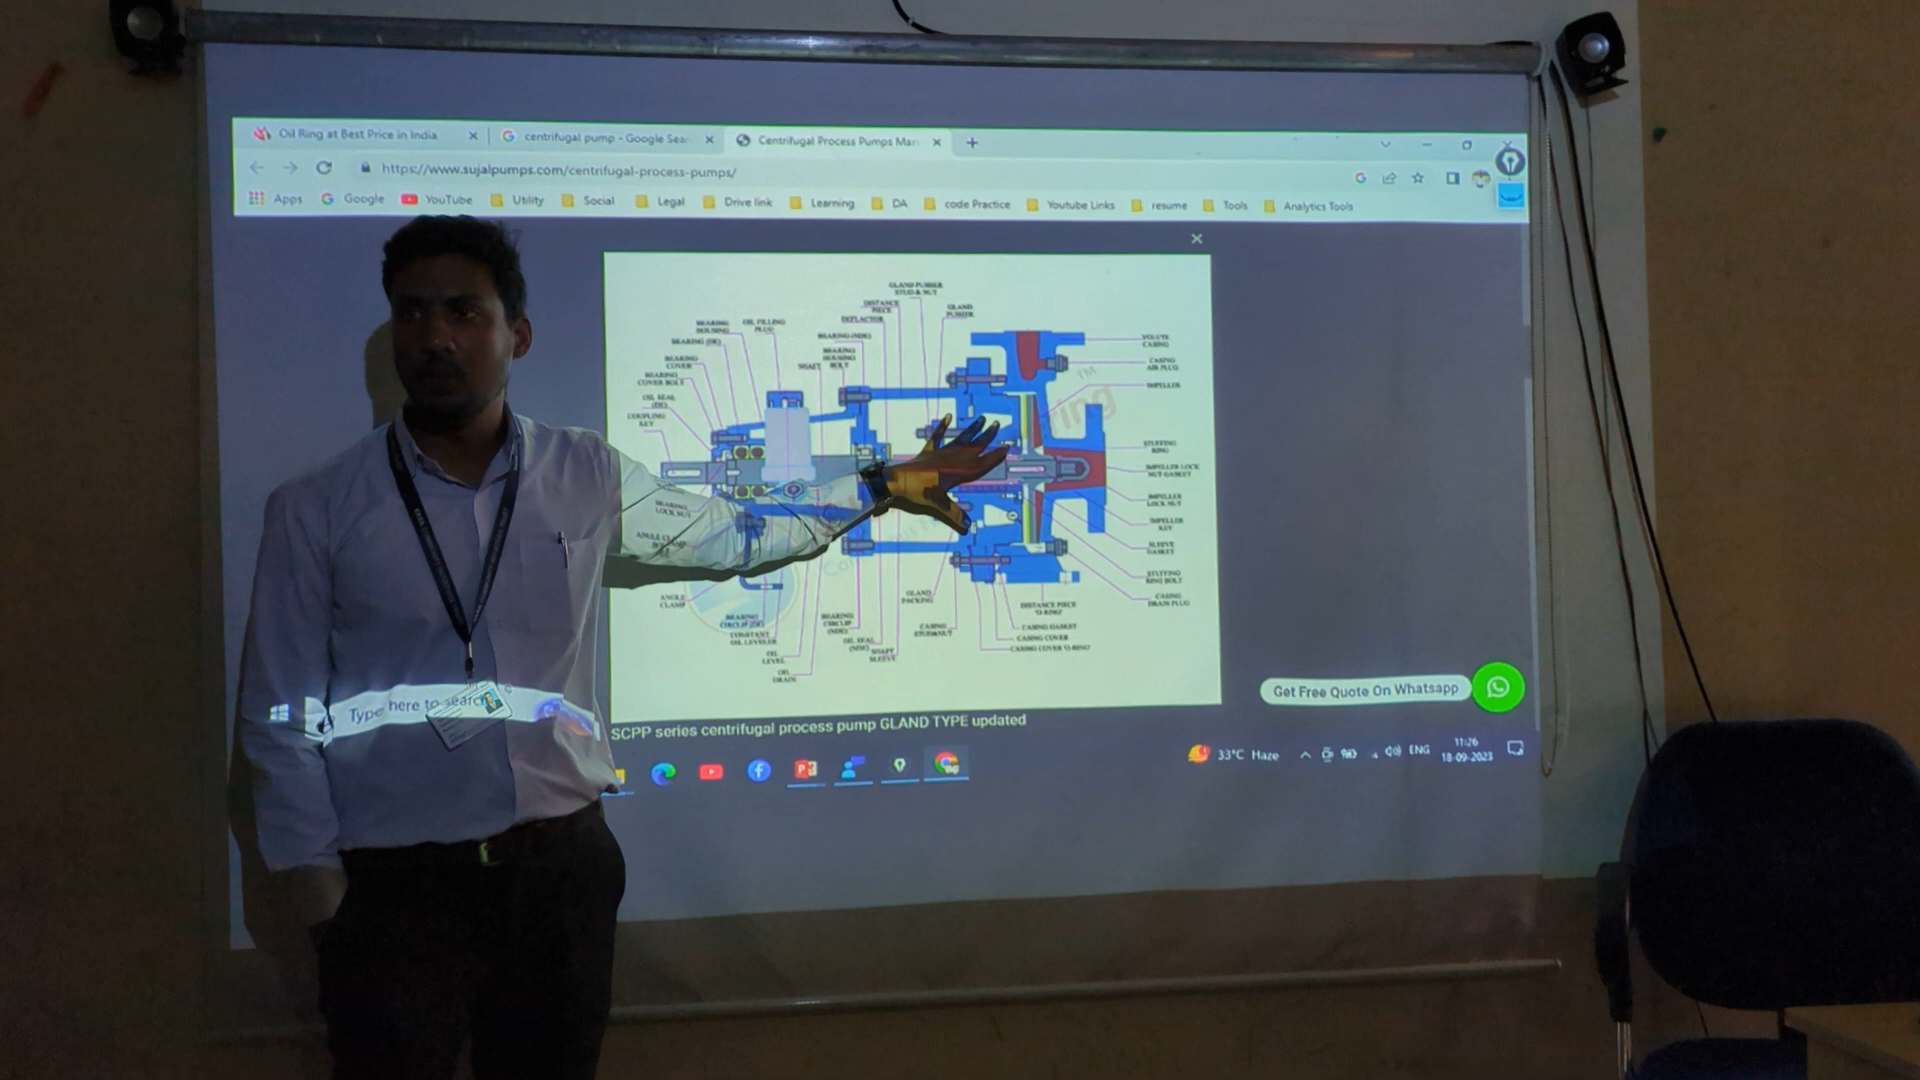 Oil Ring at Best Price in India
centrifugal pump - Google Sea
Centrifugal Process Pumps Man
https://www.sujalpumps.com/centrifugal-process-pumps/
Apps Google YouTube Utility Social Legal Drive link Learning DA code Practice Youtube Links resume Tools Analytics Tools
GLAND PUSHER
STUD & NUT
DISTANCE
PIECE
GLAND
PUSHER
DEFLACTOR
BEARING
HOUSING
OIL FILLING
PLUG
BEARING (NDE)
BEARING (DE)
BEARING
HOUSING
BOLT
SHAFT
BEARING
COVER
BEARING
COVER BOLT
OIL SEAL
(DE)
COUPLING
KEY
VOLUTE
CASING
CASING
AIR PLUG
IMPELLER
TM
ring
STUFFING
RING
IMPELLER LOCK
NUT GASKET
IMPELLER
LOCK NUT
IMPELLER
KEY
SLEEVE
GASKET
STUFFING
RING BOLT
CASING
DRAIN PLUG
BEARING
LOCK NUT
ANGLE
CLAMP
BEARING
CIRCLIP (DE)
CONSTANT
OIL LEVELER
OIL
LEVEL
OIL
DRAIN
BEARING
CIRCLIP
(NDE)
OIL SEAL
(NDE)
SHAFT
SLEEVE
GLAND
PACKING
CASING
STUD&NUT
DISTANCE PIECE
'O RING'
CASING GASKET
CASING COVER
CASING COVER 'O-RING'
Get Free Quote On Whatsapp
SCPP series centrifugal process pump GLAND TYPE updated
Type here to search
33°C Haze
ENG
11:26
18-09-2023